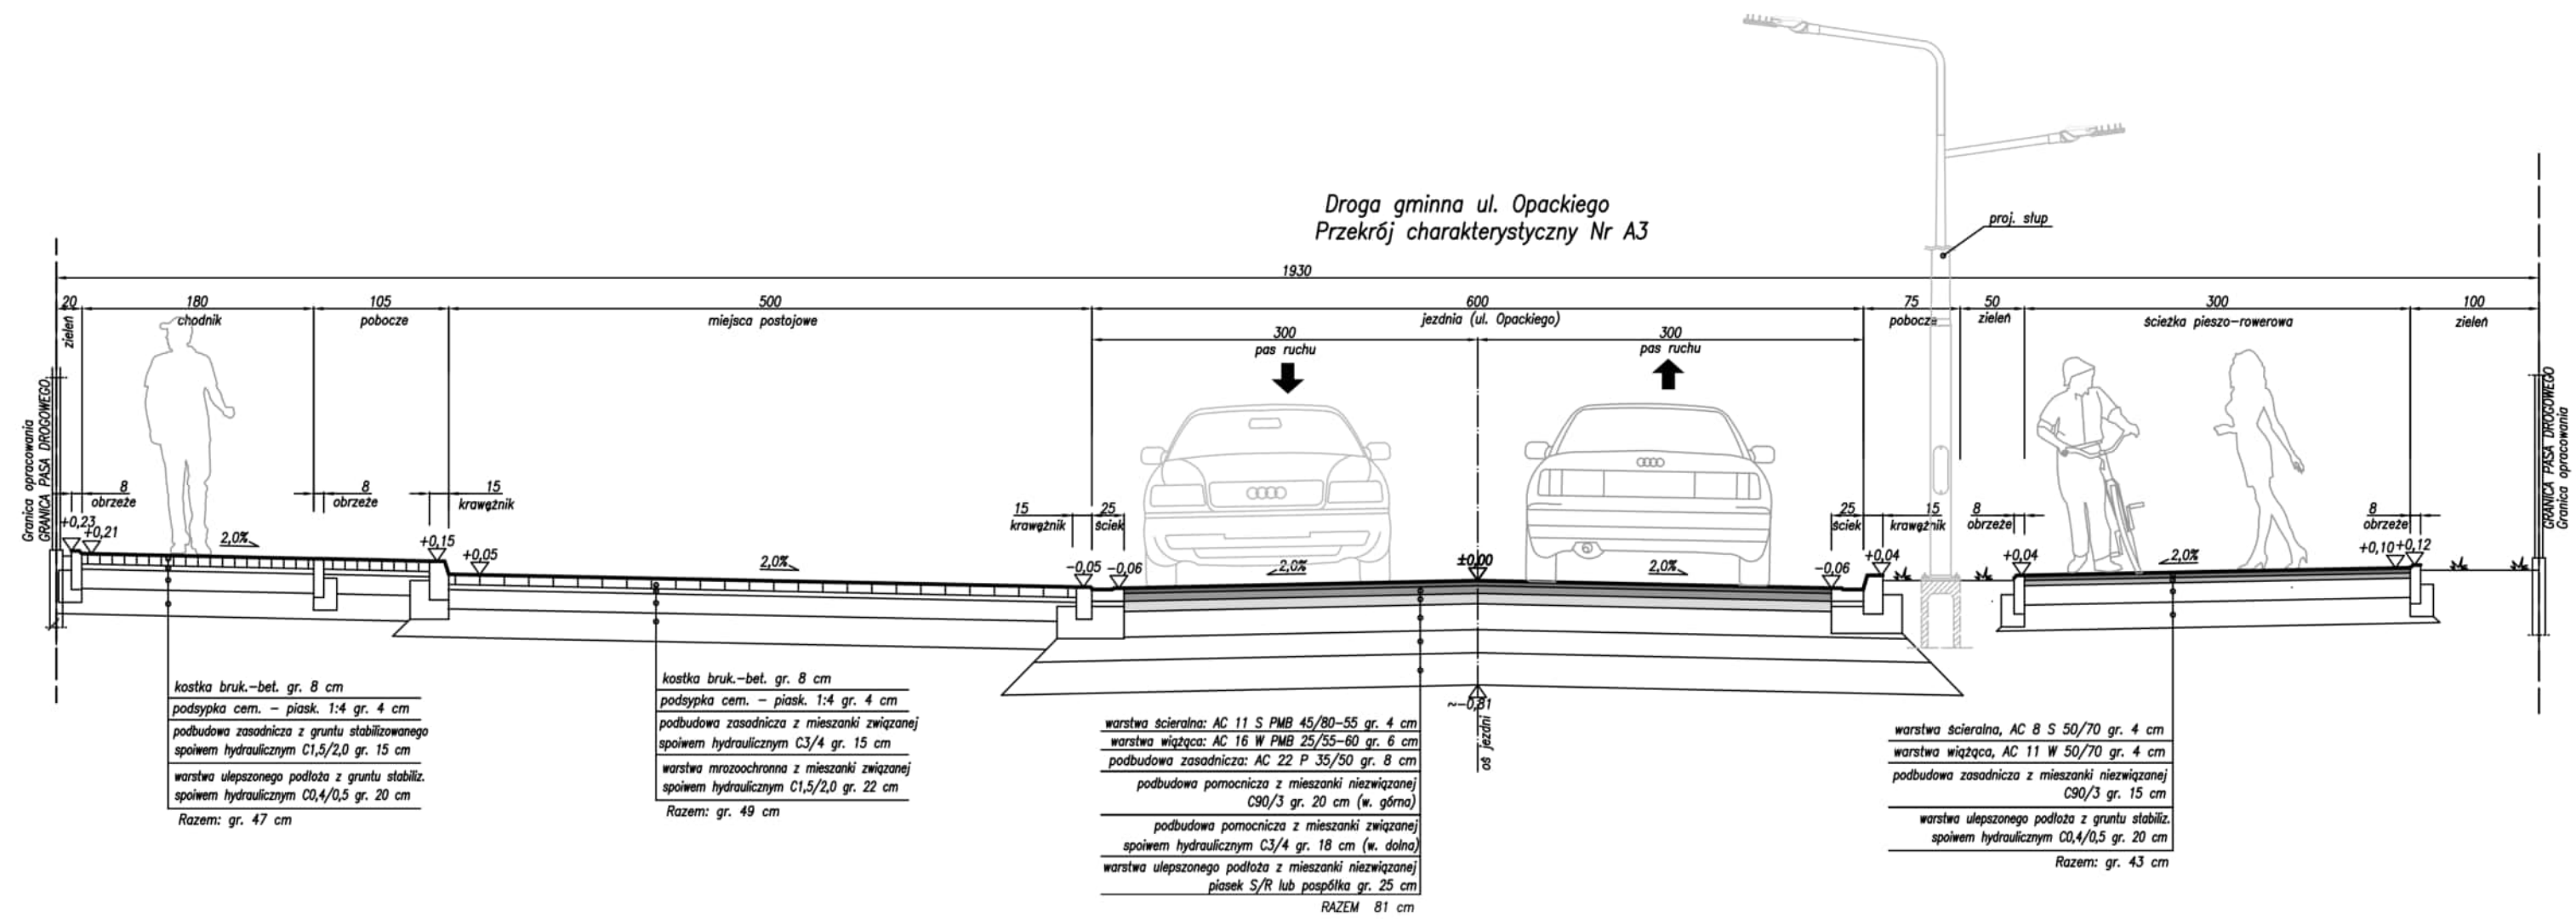 Droga gminna ul. Opackiego
Przekrój charakterystyczny Nr A3
proj. słup
1930
20 180 105 500 600 75 50 300 100
zieleń chodnik pobocze miejsca postojowe jezdnia (ul. Opackiego) pobocze zieleń ścieżka pieszo-rowerowa zieleń
300 300
pas ruchu pas ruchu
Granica opracowania
GRANICA PASA DROGOWEGO
GRANICA PASA DROGOWEGO
Granica opracowania
8 8 15 15 25 25 15 8 8
obrzeże obrzeże krawężnik krawężnik ściek ściek krawężnik obrzeże obrzeże
+0,23 +0,21 +0,15 +0,05 -0,05 -0,06 ±0,00 -0,06 +0,04 +0,04 +0,10 +0,12
2,0% 2,0% 2,0% 2,0% 2,0%
~-0,81
oś jezdni
kostka bruk.-bet. gr. 8 cm
podsypka cem. - piask. 1:4 gr. 4 cm
podbudowa zasadnicza z gruntu stabilizowanego
spoiwem hydraulicznym C1,5/2,0 gr. 15 cm
warstwa ulepszonego podłoża z gruntu stabiliz.
spoiwem hydraulicznym C0,4/0,5 gr. 20 cm
Razem: gr. 47 cm
kostka bruk.-bet. gr. 8 cm
podsypka cem. - piask. 1:4 gr. 4 cm
podbudowa zasadnicza z mieszanki związanej
spoiwem hydraulicznym C3/4 gr. 15 cm
warstwa mrozoochronna z mieszanki związanej
spoiwem hydraulicznym C1,5/2,0 gr. 22 cm
Razem: gr. 49 cm
warstwa ścieralna: AC 11 S PMB 45/80-55 gr. 4 cm
warstwa wiążąca: AC 16 W PMB 25/55-60 gr. 6 cm
podbudowa zasadnicza: AC 22 P 35/50 gr. 8 cm
podbudowa pomocnicza z mieszanki niezwiązanej
C90/3 gr. 20 cm (w. górna)
podbudowa pomocnicza z mieszanki związanej
spoiwem hydraulicznym C3/4 gr. 18 cm (w. dolna)
warstwa ulepszonego podłoża z mieszanki niezwiązanej
piasek S/R lub pospółka gr. 25 cm
RAZEM 81 cm
warstwa ścieralna, AC 8 S 50/70 gr. 4 cm
warstwa wiążąca, AC 11 W 50/70 gr. 4 cm
podbudowa zasadnicza z mieszanki niezwiązanej
C90/3 gr. 15 cm
warstwa ulepszonego podłoża z gruntu stabiliz.
spoiwem hydraulicznym C0,4/0,5 gr. 20 cm
Razem: gr. 43 cm